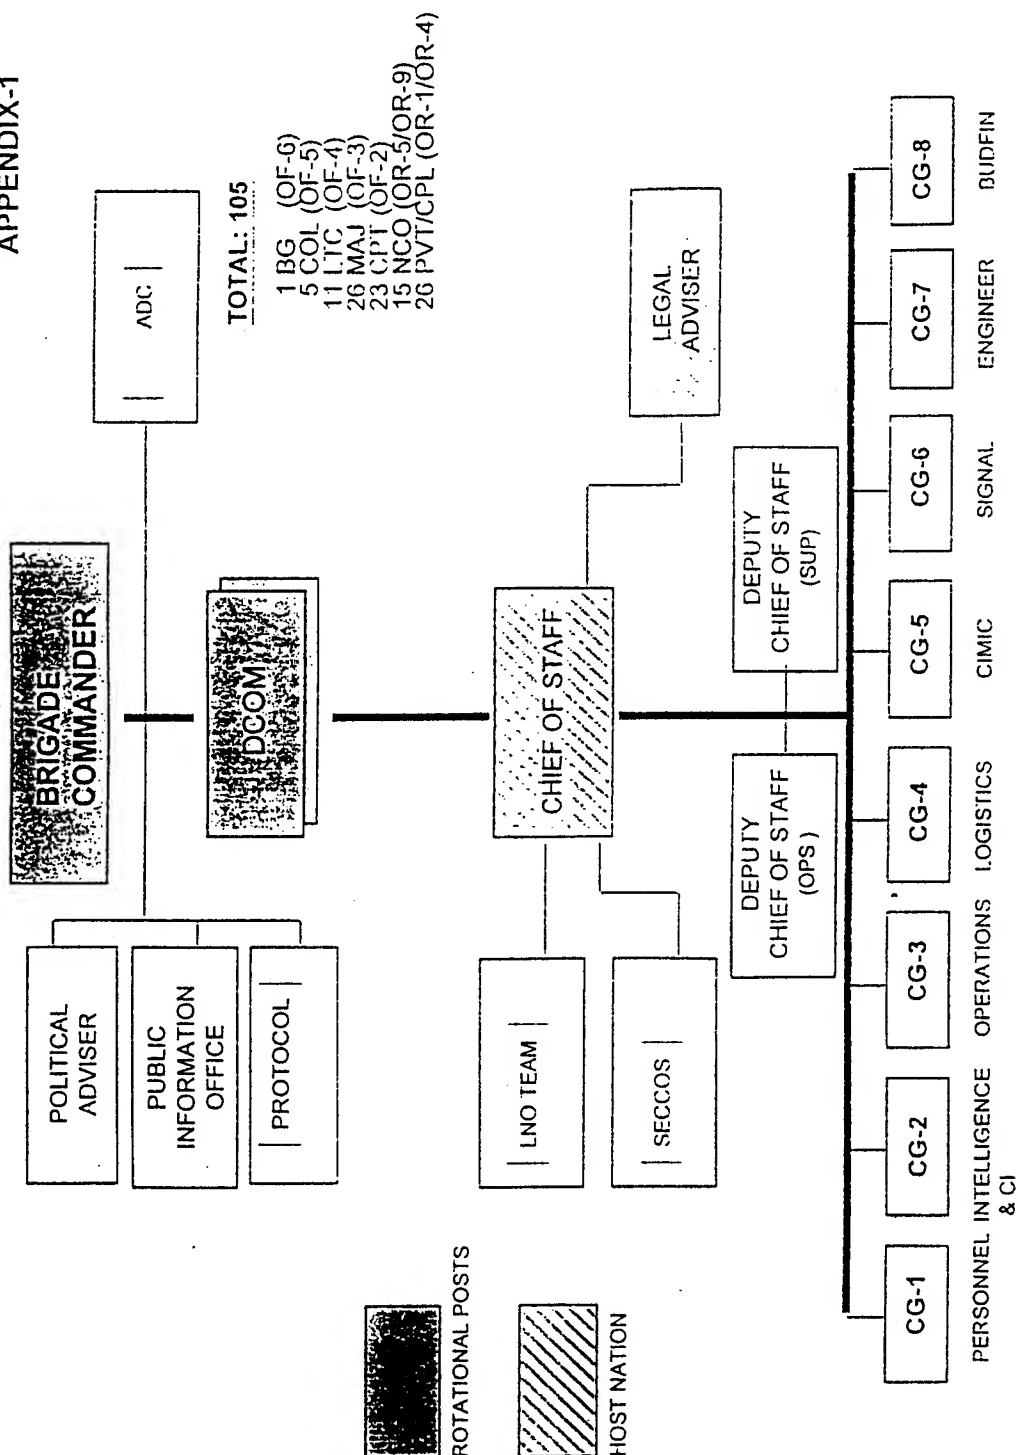 APPENDIX-1
BRIGADE
COMMANDER
POLITICAL
ADVISER
PUBLIC
INFORMATION
OFFICE
PROTOCOL
ADC
TOTAL: 105
1 BG (OF-6)
5 COL (OF-5)
11 LTC (OF-4)
26 MAJ (OF-3)
23 CPT (OF-2)
15 NCO (OR-5/OR-9)
26 PVT/CPL (OR-1/OR-4)
DCOM
CHIEF OF STAFF
LNO TEAM
SECCOS
LEGAL
ADVISER
DEPUTY
CHIEF OF STAFF
(OPS)
DEPUTY
CHIEF OF STAFF
(SUP)
ROTATIONAL POSTS
HOST NATION
CG-1
CG-2
CG-3
CG-4
CG-5
CG-6
CG-7
CG-8
PERSONNEL
INTELLIGENCE
& CI
OPERATIONS
LOGISTICS
CIMIC
SIGNAL
ENGINEER
BUDFIN